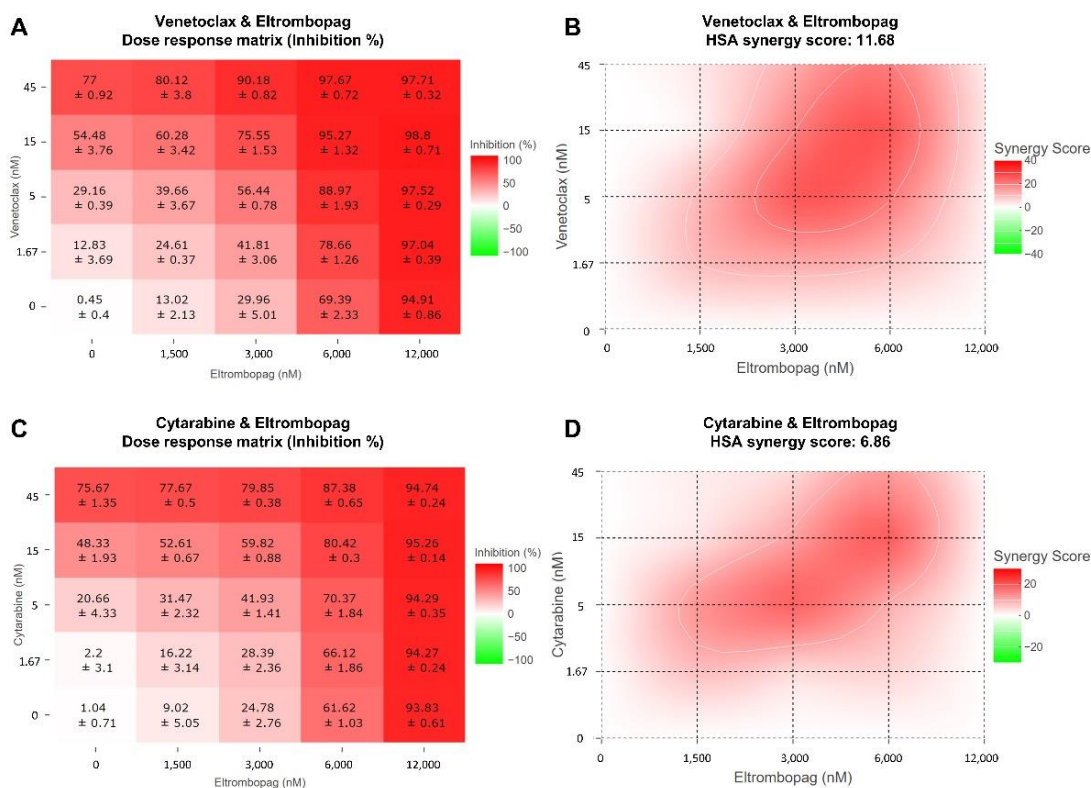 A
Venetoclax & Eltrombopag
Dose response matrix (Inhibition %)
Venetoclax (nM)
45
77 80.12 90.18 97.67 97.71
± 0.92 ± 3.8 ± 0.82 ± 0.72 ± 0.32
15
54.48 60.28 75.55 95.27 98.8
± 3.76 ± 3.42 ± 1.53 ± 1.32 ± 0.71
5
29.16 39.66 56.44 88.97 97.52
± 0.39 ± 3.67 ± 0.78 ± 1.93 ± 0.29
1.67
12.83 24.61 41.81 78.66 97.04
± 3.69 ± 0.37 ± 3.06 ± 1.26 ± 0.39
0
0.45 13.02 29.96 69.39 94.91
± 0.4 ± 2.13 ± 5.01 ± 2.33 ± 0.86
0 1,500 3,000 6,000 12,000
Eltrombopag (nM)
Inhibition (%)
100
50
0
−50
−100
B
Venetoclax & Eltrombopag
HSA synergy score: 11.68
Venetoclax (nM)
45
15
5
1.67
0
0 1,500 3,000 6,000 12,000
Eltrombopag (nM)
Synergy Score
40
20
0
−20
−40
C
Cytarabine & Eltrombopag
Dose response matrix (Inhibition %)
Cytarabine (nM)
45
75.67 77.67 79.85 87.38 94.74
± 1.35 ± 0.5 ± 0.38 ± 0.65 ± 0.24
15
48.33 52.61 59.82 80.42 95.26
± 1.93 ± 0.67 ± 0.88 ± 0.3 ± 0.14
5
20.66 31.47 41.93 70.37 94.29
± 4.33 ± 2.32 ± 1.41 ± 1.84 ± 0.35
1.67
2.2 16.22 28.39 66.12 94.27
± 3.1 ± 3.14 ± 2.36 ± 1.86 ± 0.24
0
1.04 9.02 24.78 61.62 93.83
± 0.71 ± 5.05 ± 2.76 ± 1.03 ± 0.61
0 1,500 3,000 6,000 12,000
Eltrombopag (nM)
Inhibition (%)
100
50
0
−50
−100
D
Cytarabine & Eltrombopag
HSA synergy score: 6.86
Cytarabine (nM)
45
15
5
1.67
0
0 1,500 3,000 6,000 12,000
Eltrombopag (nM)
Synergy Score
20
0
−20